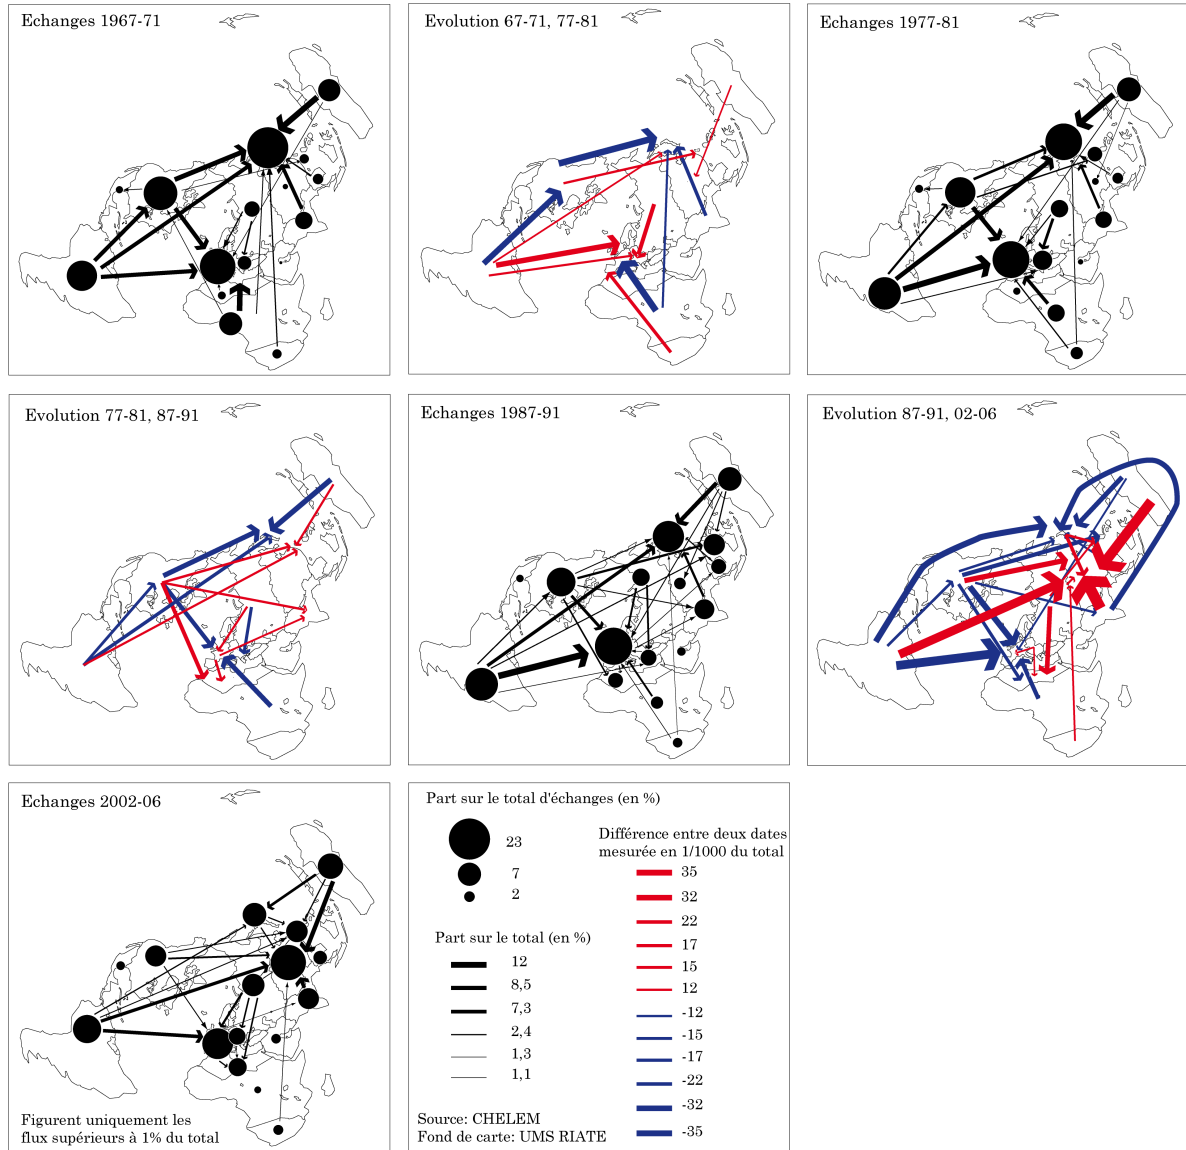 Echanges 1967-71
Evolution 67-71, 77-81
Echanges 1977-81
Evolution 77-81, 87-91
Echanges 1987-91
Evolution 87-91, 02-06
Echanges 2002-06
Figurent uniquement les
flux supérieurs à 1% du total
Part sur le total d'échanges (en %)
23
7
2
Part sur le total (en %)
12
8,5
7,3
2,4
1,3
1,1
Différence entre deux dates
mesurée en 1/1000 du total
35
32
22
17
15
12
-12
-15
-17
-22
-32
-35
Source: CHELEM
Fond de carte: UMS RIATE